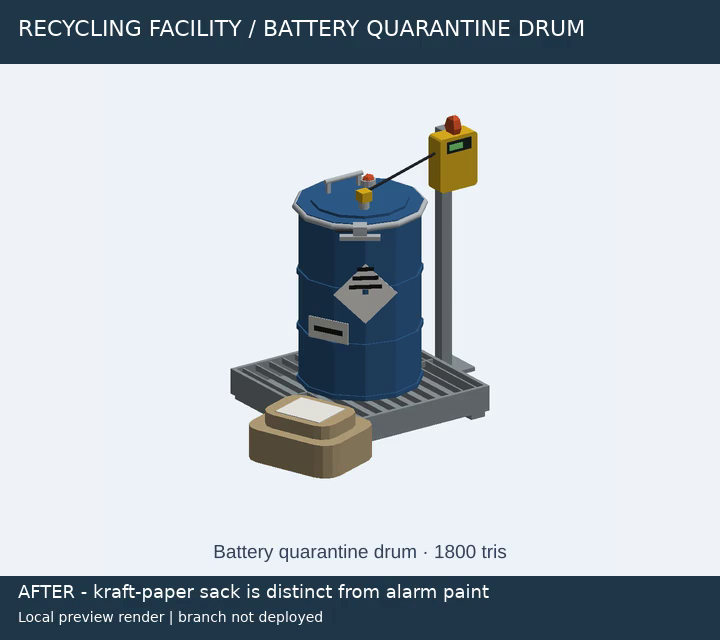 RECYCLING FACILITY / BATTERY QUARANTINE DRUM
Battery quarantine drum · 1800 tris
AFTER - kraft-paper sack is distinct from alarm paint
Local preview render | branch not deployed